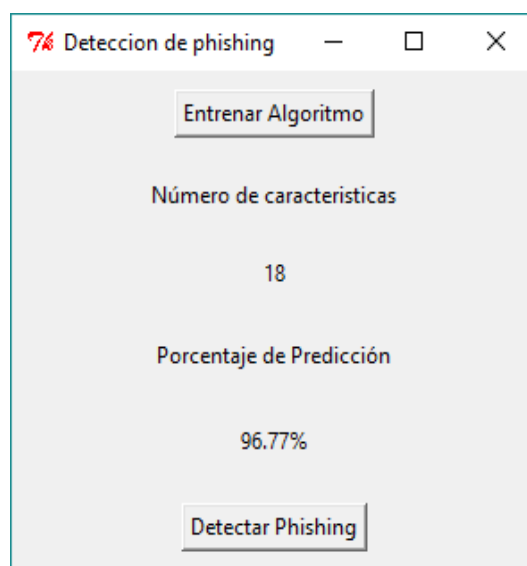 Deteccion de phishing
Entrenar Algoritmo
Número de caracteristicas
18
Porcentaje de Predicción
96.77%
Detectar Phishing